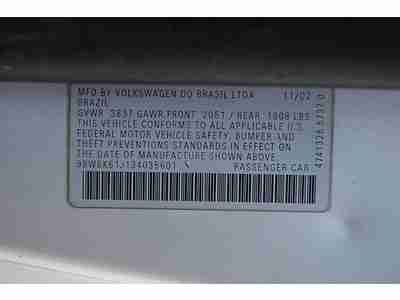 MFD BY VOLKSWAGEN DO BRASIL LTDA 11/02
BRAZIL
GVWR 3837 GAWR FRONT 2051 / REAR 1808 LBS
THIS VEHICLE CONFORMS TO ALL APPLICABLE U.S.
FEDERAL MOTOR VEHICLE SAFETY, BUMPER AND
THEFT PREVENTIONS STANDARDS IN EFFECT
ON THE DATE OF MANUFACTURE SHOWN ABOVE
PASSENGER CAR